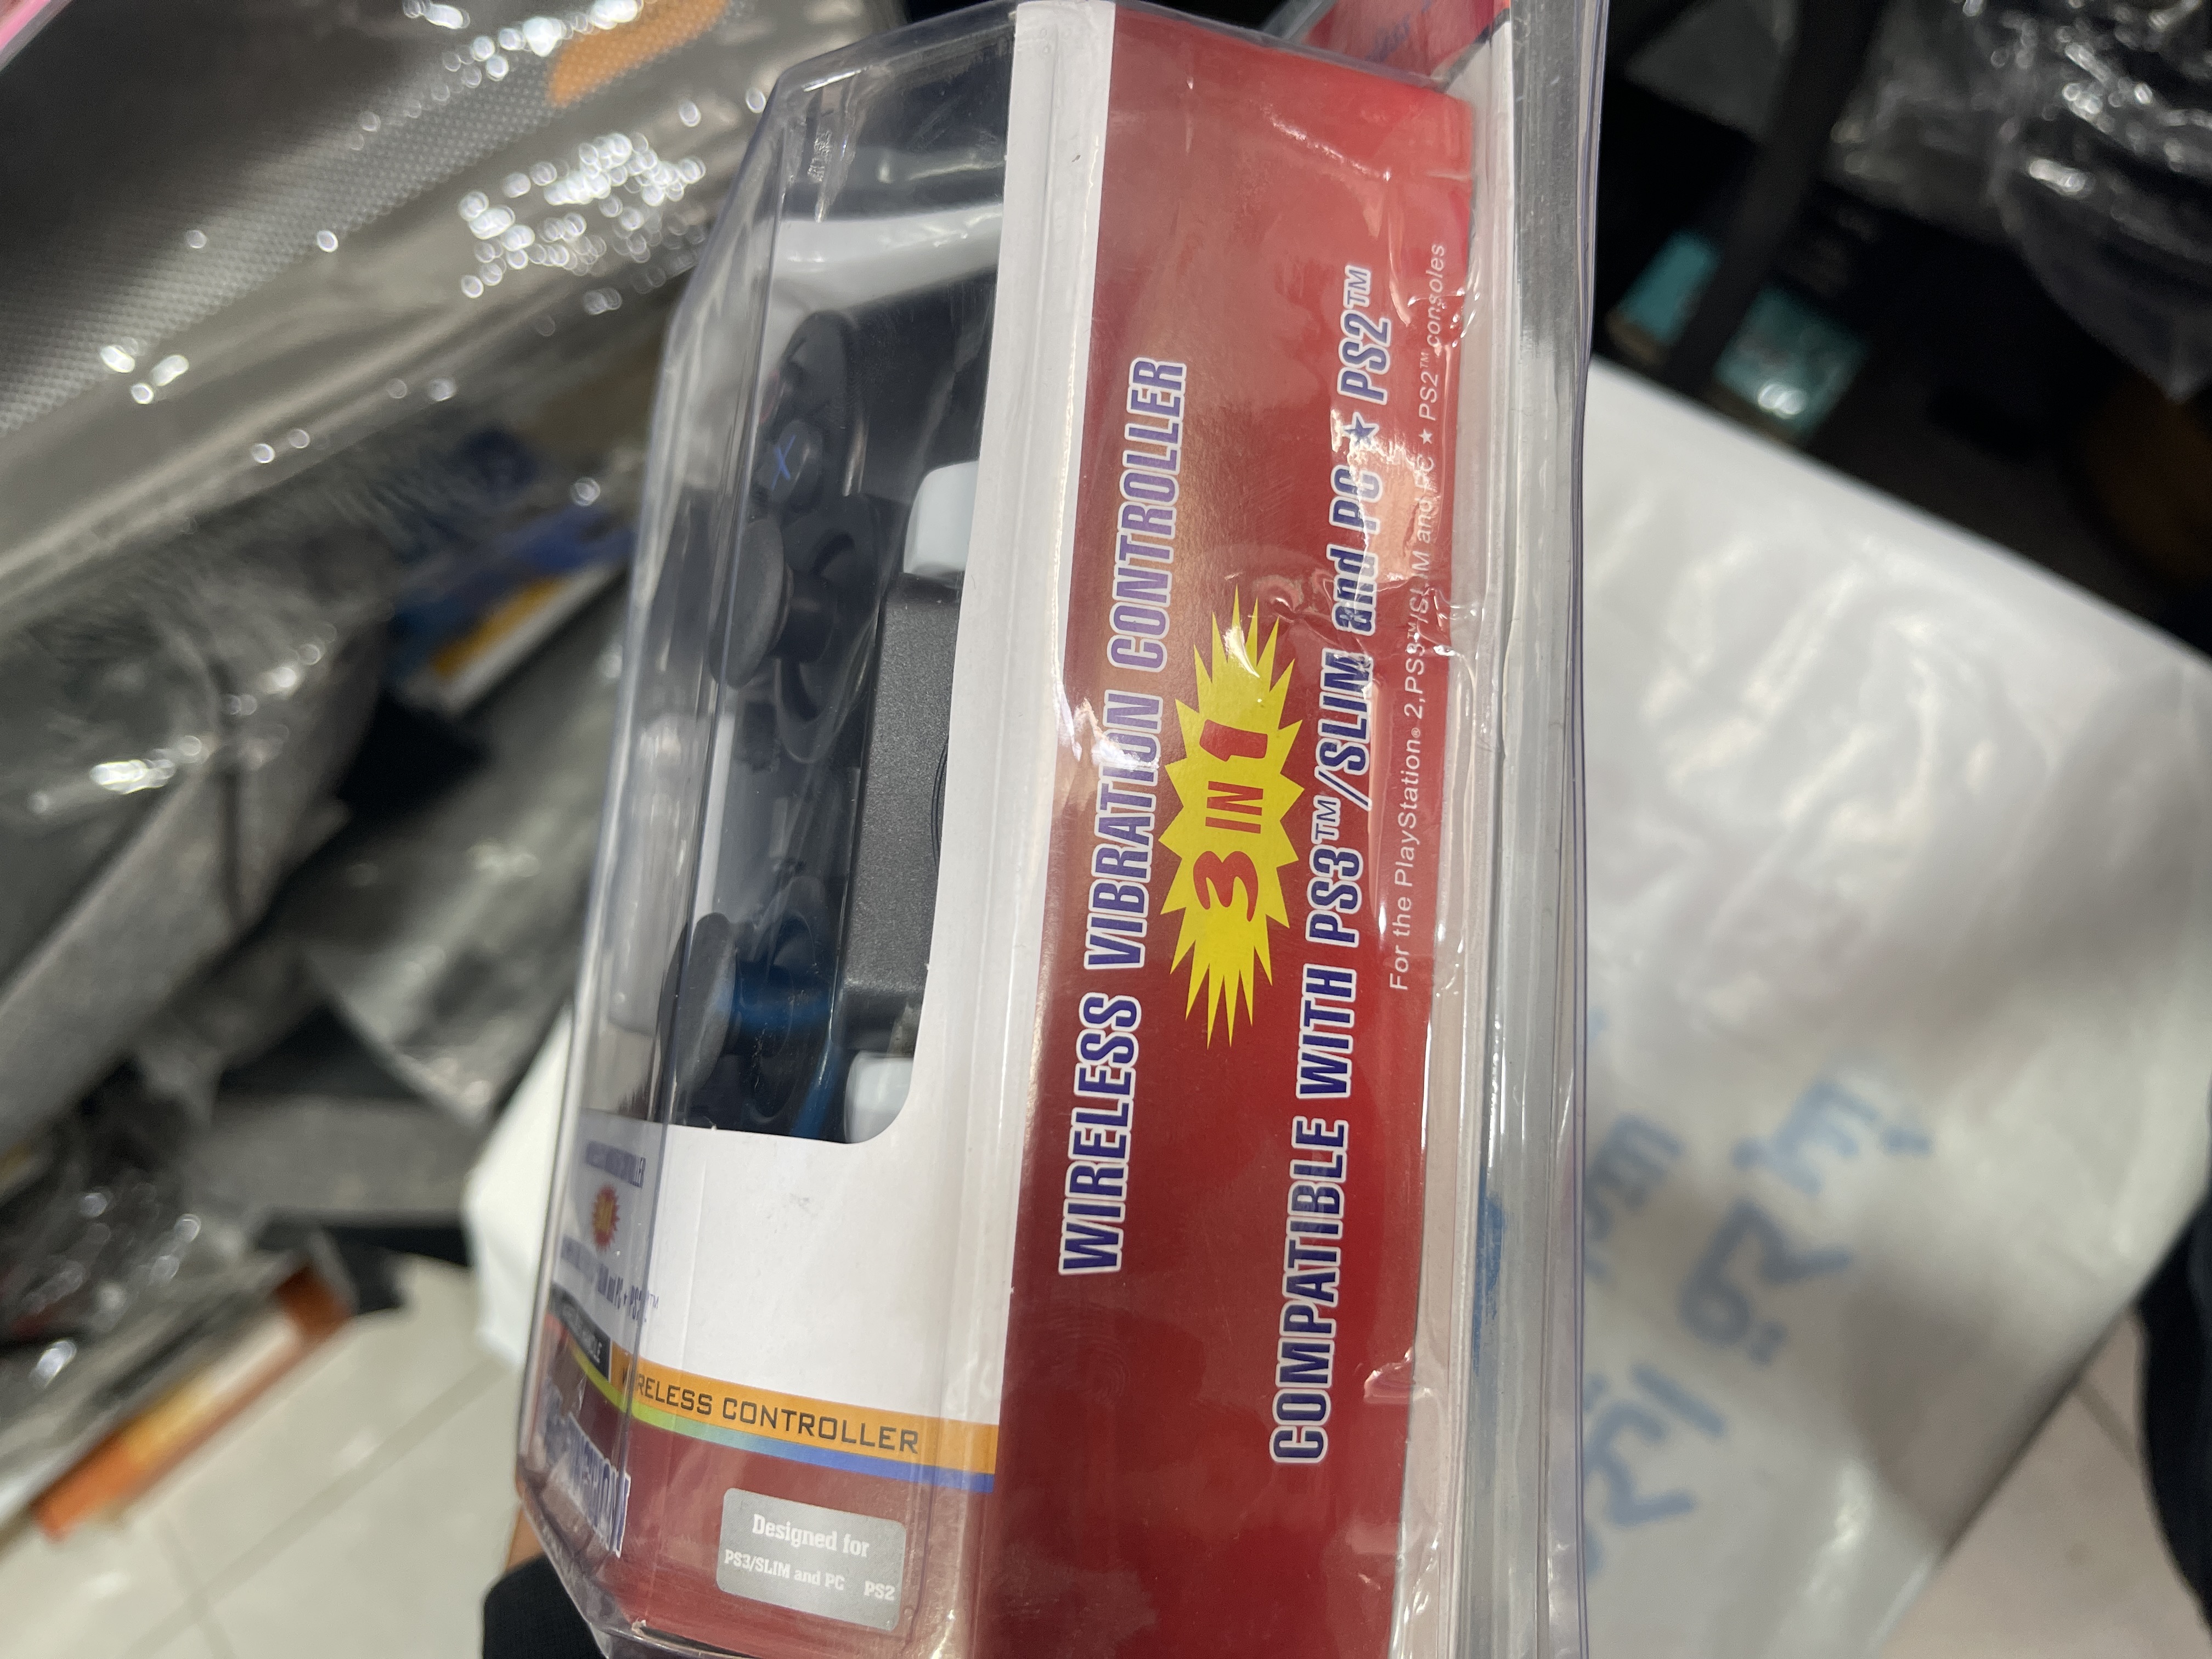 WIRELESS VIBRATION CONTROLLER
3 IN 1
COMPATIBLE WITH PS3™/SLIM and PC ★ PS2™
For the PlayStation® 2,PS3™/SLIM and PC ★ PS2™ consoles
X
CONTROLLER
WIRELESS CONTROLLER
Designed for
PS3/SLIM and PC PS2